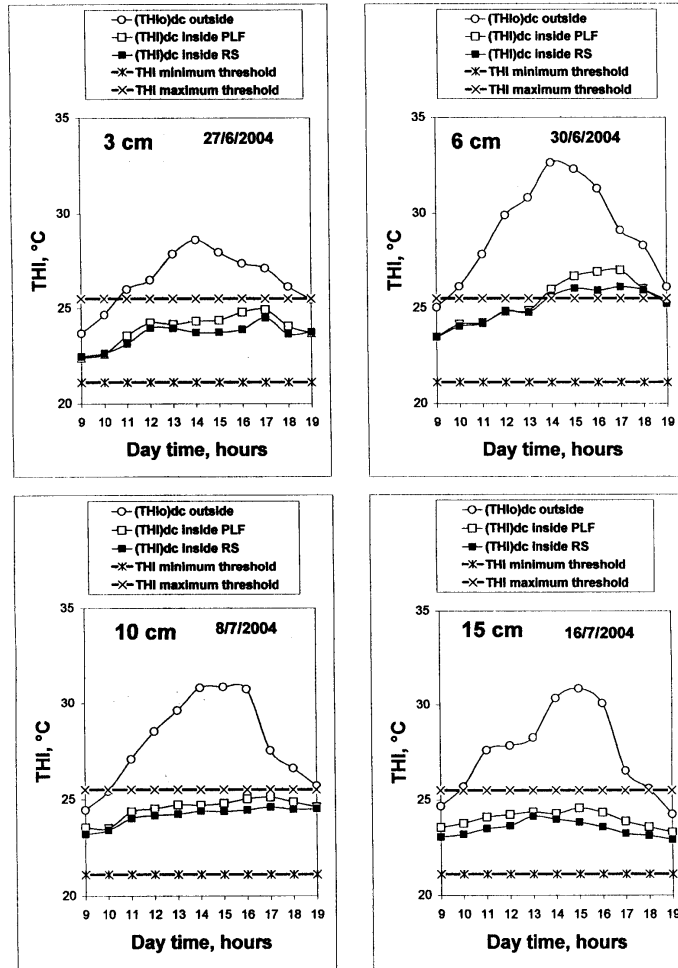 (THIo)dc outside
(THI)dc inside PLF
(THI)dc inside RS
THI minimum threshold
THI maximum threshold
3 cm 27/6/2004
35
30
25
20
THI, °C
9 10 11 12 13 14 15 16 17 18 19
Day time, hours
(THIo)dc outside
(THI)dc inside PLF
(THI)dc inside RS
THI minimum threshold
THI maximum threshold
6 cm 30/6/2004
35
30
25
20
THI, °C
9 10 11 12 13 14 15 16 17 18 19
Day time, hours
(THIo)dc outside
(THI)dc inside PLF
(THI)dc inside RS
THI minimum threshold
THI maximum threshold
10 cm 8/7/2004
35
30
25
20
THI, °C
9 10 11 12 13 14 15 16 17 18 19
Day time, hours
(THIo)dc outside
(THI)dc inside PLF
(THI)dc inside RS
THI minimum threshold
THI maximum threshold
15 cm 16/7/2004
35
30
25
20
THI, °C
9 10 11 12 13 14 15 16 17 18 19
Day time, hours